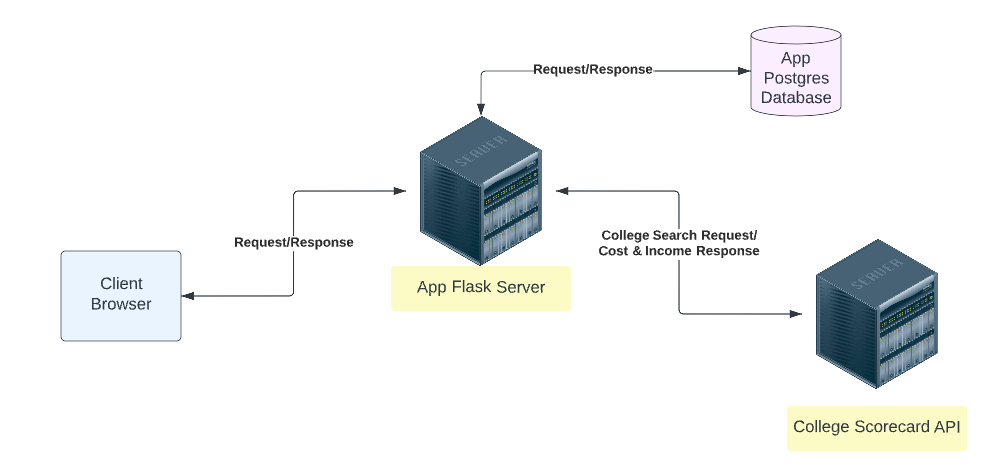 Request/Response
App
Postgres
Database
SERVER
Request/Response
College Search Request/
Cost & Income Response
Client
Browser
App Flask Server
SERVER
College Scorecard API